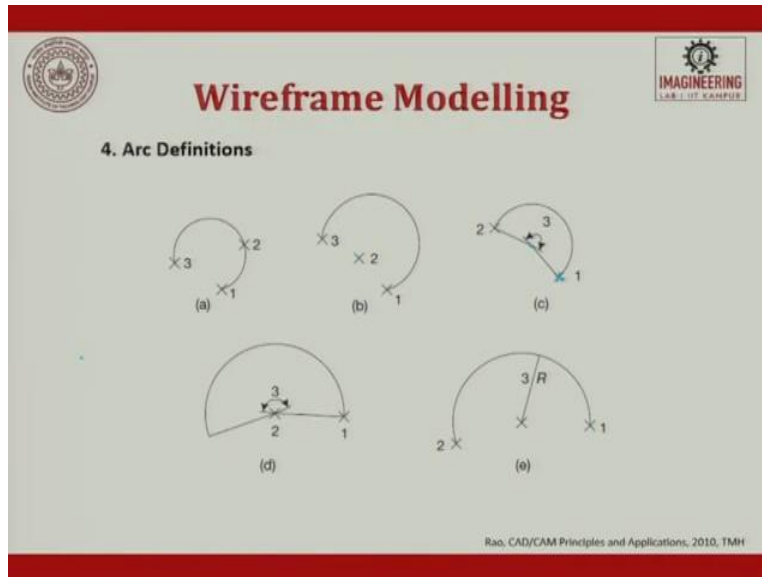 IMAGINEERING
LAB | IIT KANPUR
Wireframe Modelling
4. Arc Definitions
3
2
1
(a)
3
2
1
(b)
2
3
1
(c)
3
2
1
(d)
3 R
2
1
(e)
Rao, CAD/CAM Principles and Applications, 2010, TMH